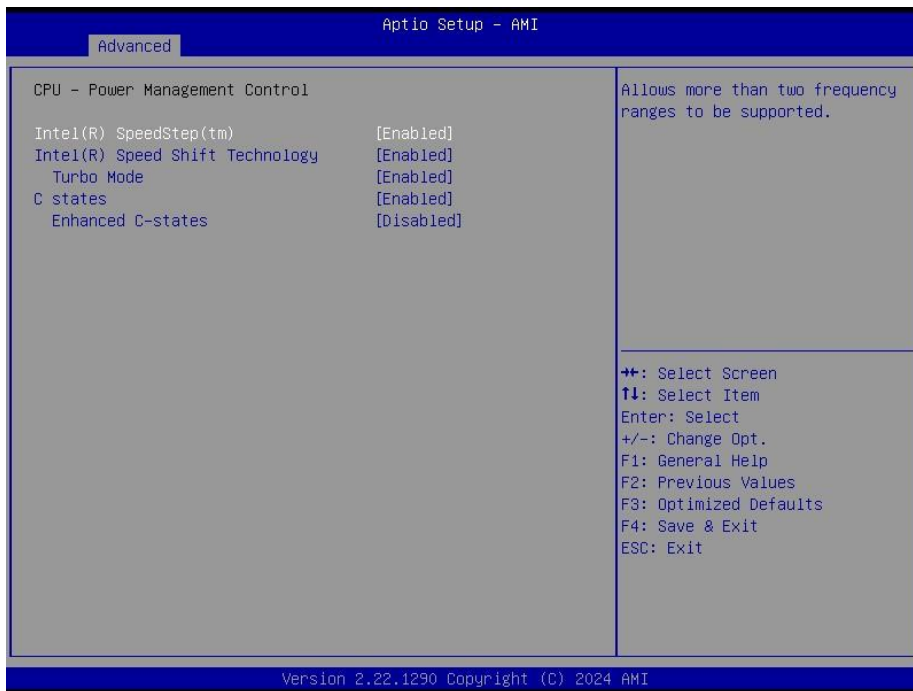 Aptio Setup – AMI
Advanced
CPU – Power Management Control
Intel(R) SpeedStep(tm) [Enabled]
Intel(R) Speed Shift Technology [Enabled]
Turbo Mode [Enabled]
C states [Enabled]
Enhanced C-states [Disabled]
Allows more than two frequency
ranges to be supported.
→←: Select Screen
↑↓: Select Item
Enter: Select
+/-: Change Opt.
F1: General Help
F2: Previous Values
F3: Optimized Defaults
F4: Save & Exit
ESC: Exit
Version 2.22.1290 Copyright (C) 2024 AMI